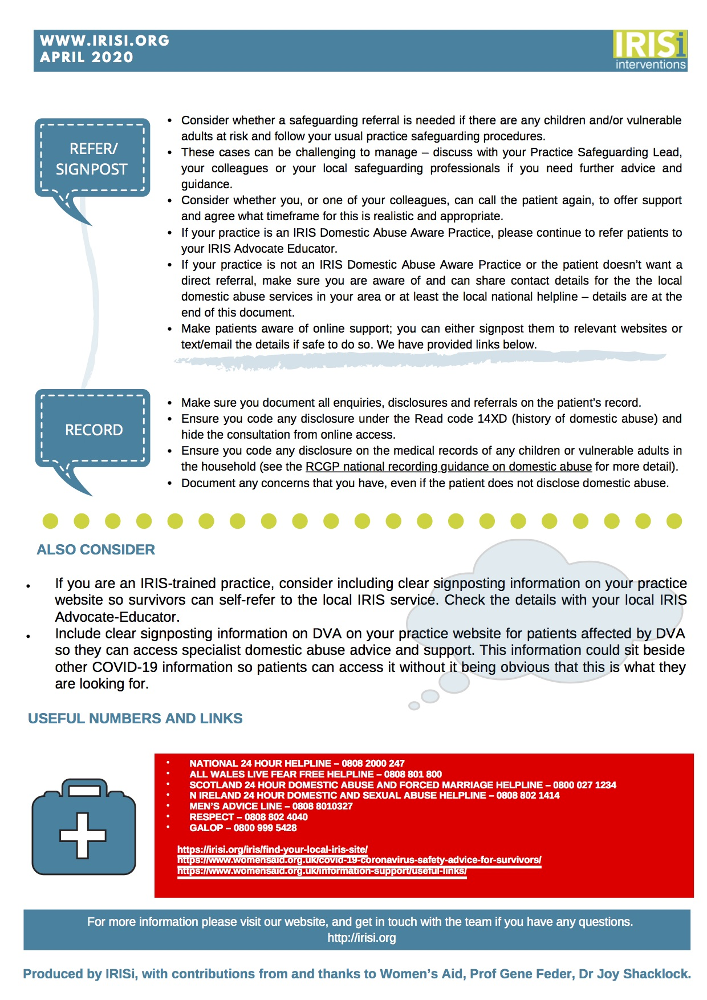 WWW.IRISI.ORG
APRIL 2020
IRISi
interventions
REFER/
SIGNPOST
• Consider whether a safeguarding referral is needed if there are any children and/or vulnerable
adults at risk and follow your usual practice safeguarding procedures.
• These cases can be challenging to manage – discuss with your Practice Safeguarding Lead,
your colleagues or your local safeguarding professionals if you need further advice and
guidance.
• Consider whether you, or one of your colleagues, can call the patient again, to offer support
and agree what timeframe for this is realistic and appropriate.
• If your practice is an IRIS Domestic Abuse Aware Practice, please continue to refer patients to
your IRIS Advocate Educator.
• If your practice is not an IRIS Domestic Abuse Aware Practice or the patient doesn’t want a
direct referral, make sure you are aware of and can share contact details for the the local
domestic abuse services in your area or at least the local national helpline – details are at the
end of this document.
• Make patients aware of online support; you can either signpost them to relevant websites or
text/email the details if safe to do so. We have provided links below.
RECORD
• Make sure you document all enquiries, disclosures and referrals on the patient’s record.
• Ensure you code any disclosure under the Read code 14XD (history of domestic abuse) and
hide the consultation from online access.
• Ensure you code any disclosure on the medical records of any children or vulnerable adults in
the household (see the RCGP national recording guidance on domestic abuse for more detail).
• Document any concerns that you have, even if the patient does not disclose domestic abuse.
ALSO CONSIDER
• If you are an IRIS-trained practice, consider including clear signposting information on your practice
website so survivors can self-refer to the local IRIS service. Check the details with your local IRIS
Advocate-Educator.
• Include clear signposting information on DVA on your practice website for patients affected by DVA
so they can access specialist domestic abuse advice and support. This information could sit beside
other COVID-19 information so patients can access it without it being obvious that this is what they
are looking for.
USEFUL NUMBERS AND LINKS
• NATIONAL 24 HOUR HELPLINE – 0808 2000 247
• ALL WALES LIVE FEAR FREE HELPLINE – 0808 801 800
• SCOTLAND 24 HOUR DOMESTIC ABUSE AND FORCED MARRIAGE HELPLINE – 0800 027 1234
• N IRELAND 24 HOUR DOMESTIC AND SEXUAL ABUSE HELPLINE – 0808 802 1414
• MEN’S ADVICE LINE – 0808 8010327
• RESPECT – 0808 802 4040
• GALOP – 0800 999 5428
https://irisi.org/iris/find-your-local-iris-site/
https://www.womensaid.org.uk/covid-19-coronavirus-safety-advice-for-survivors/
https://www.womensaid.org.uk/information-support/useful-links/
For more information please visit our website, and get in touch with the team if you have any questions.
http://irisi.org
Produced by IRISi, with contributions from and thanks to Women’s Aid, Prof Gene Feder, Dr Joy Shacklock.